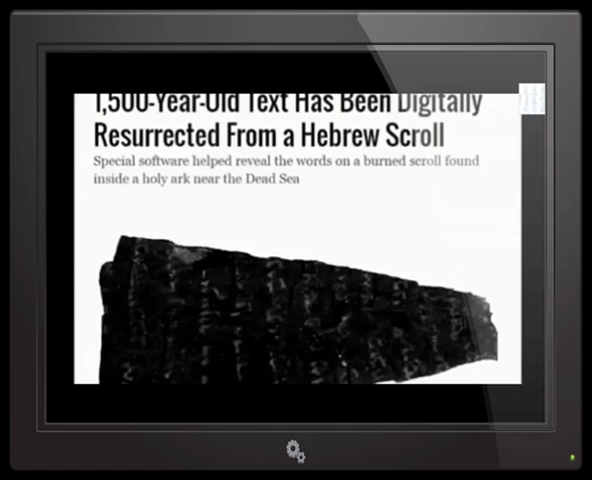 1,500-Year-Old Text Has Been Digitally
Resurrected From a Hebrew Scroll
Special software helped reveal the words on a burned scroll found
inside a holy ark near the Dead Sea